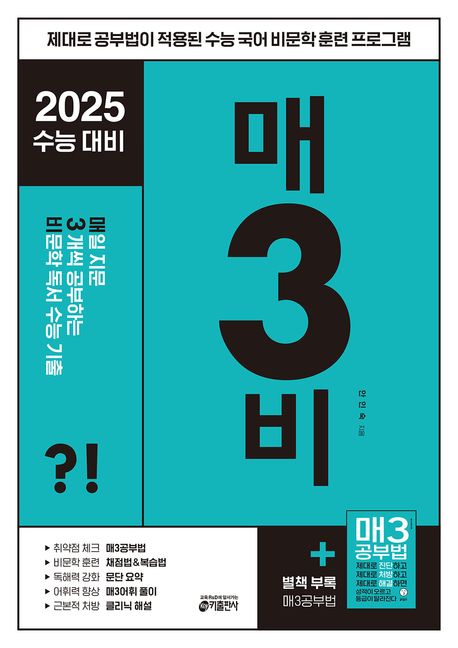 제대로 공부법이 적용된 수능 국어 비문학 훈련 프로그램
2025
수능 대비
매
3
비
매일 지문
3개씩 공부하는
비문학 독서 수능 기출
안인숙 지음
?!
▶ 취약점 체크 매3공부법
▶ 비문학 훈련 채점법&복습법
▶ 독해력 강화 문단 요약
▶ 어휘력 향상 매3어휘 풀이
▶ 근본적 처방 클리닉 해설
교육 R&D에 앞서가는
키출판사
+
별책 부록
매3공부법
매3
공부법
제대로 진단하고
제대로 처방하고
제대로 해결하면
성적이 오르고
등급이 달라진다